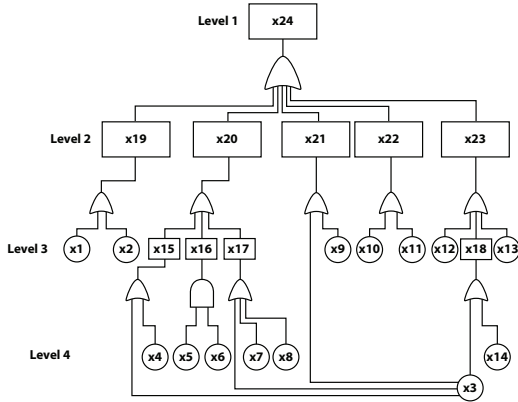 Level 1
x24
Level 2
x19
x20
x21
x22
x23
Level 3
x1
x2
x15
x16
x17
x9
x10
x11
x12
x18
x13
Level 4
x4
x5
x6
x7
x8
x14
x3